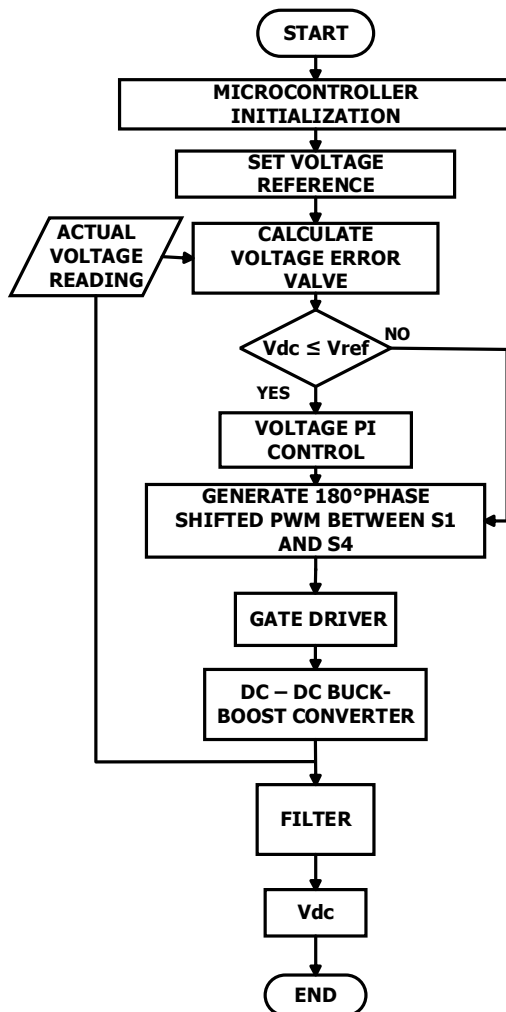 START
MICROCONTROLLER
INITIALIZATION
SET VOLTAGE
REFERENCE
ACTUAL
VOLTAGE
READING
CALCULATE
VOLTAGE ERROR
VALVE
Vdc ≤ Vref
NO
YES
VOLTAGE PI
CONTROL
GENERATE 180°PHASE
SHIFTED PWM BETWEEN S1
AND S4
GATE DRIVER
DC – DC BUCK-
BOOST CONVERTER
FILTER
Vdc
END